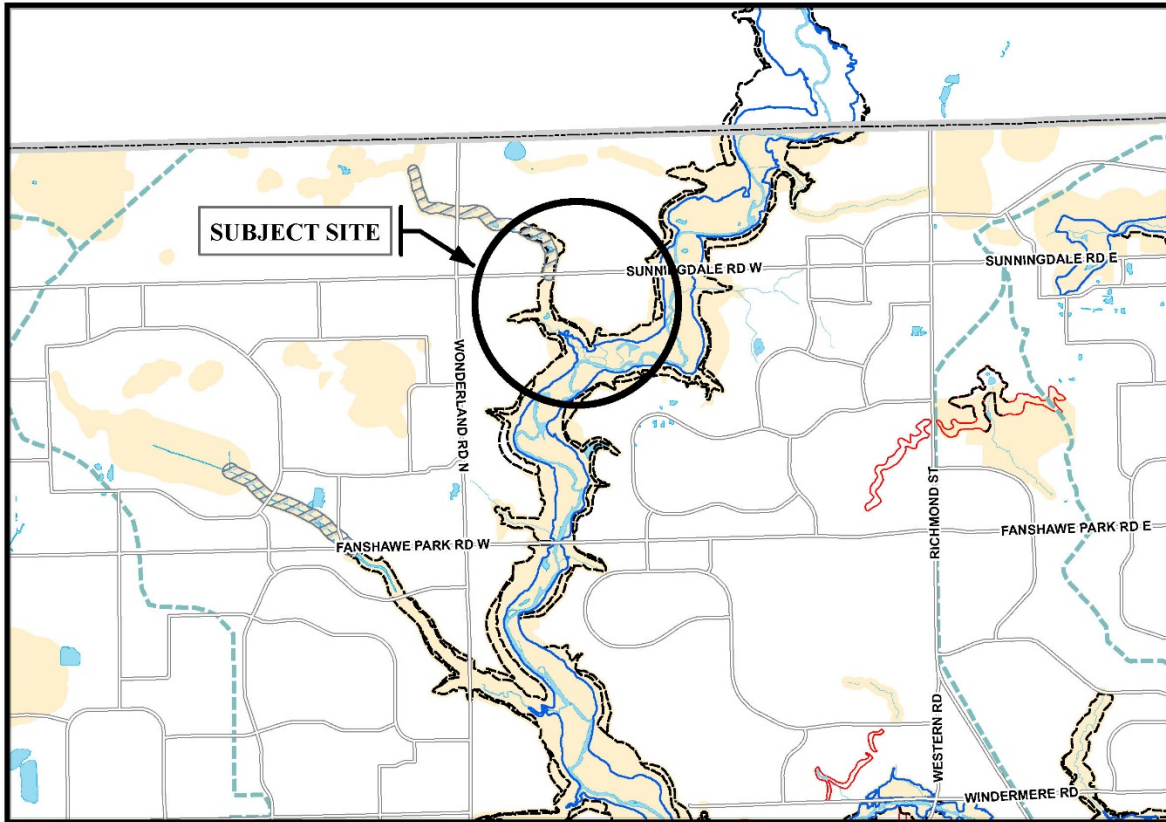 SUBJECT SITE
SUNNINGDALE RD W
SUNNINGDALE RD E
WONDERLAND RD N
RICHMOND ST
FANSHAWE PARK RD W
FANSHAWE PARK RD E
WESTERN RD
WINDERMERE RD